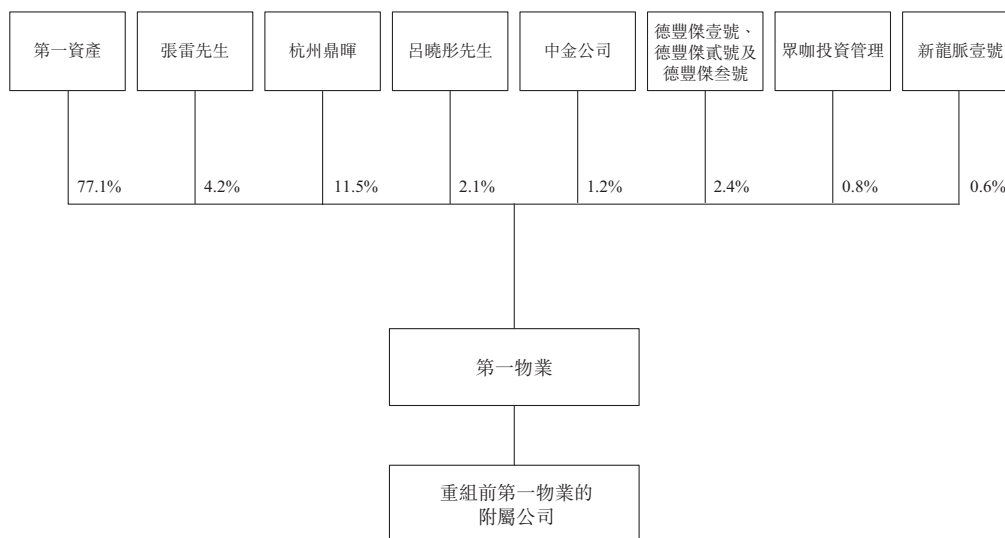 第一資產
張雷先生
杭州鼎暉
呂曉彤先生
中金公司
德豐傑壹號、
德豐傑貳號及
德豐傑叁號
眾咖投資管理
新龍脈壹號
77.1%
4.2%
11.5%
2.1%
1.2%
2.4%
0.8%
0.6%
第一物業
重組前第一物業的
附屬公司